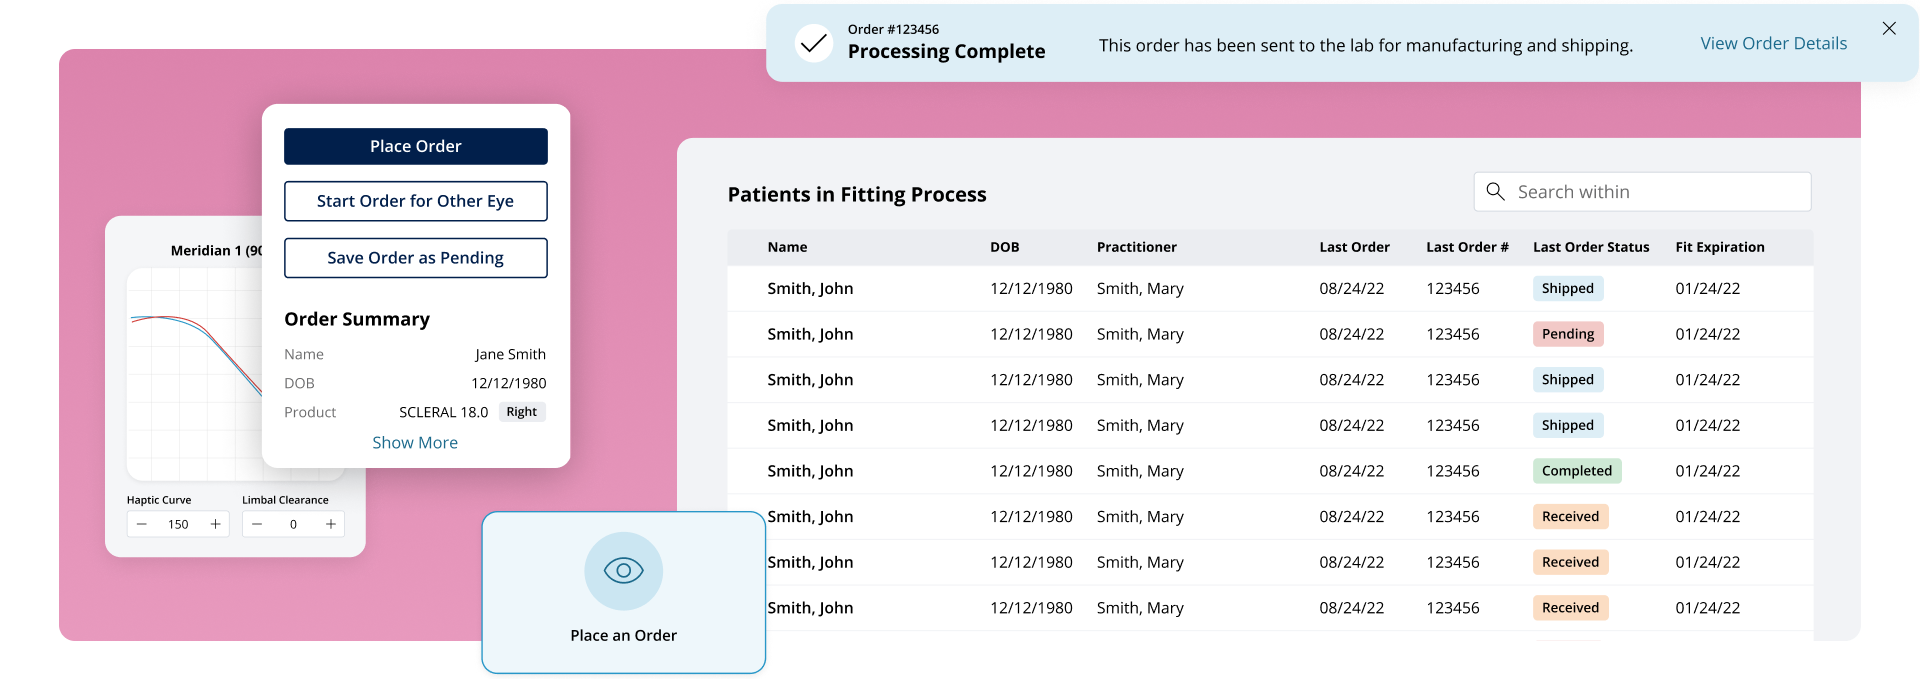 Order #123456
Processing Complete
This order has been sent to the lab for manufacturing and shipping.
View Order Details
Place Order
Start Order for Other Eye
Save Order as Pending
Order Summary
Name Jane Smith
DOB 12/12/1980
Product SCLERAL 18.0 Right
Show More
Meridian 1 (90
Haptic Curve Limbal Clearance
− 150 + − 0 +
Place an Order
Patients in Fitting Process
Search within
Name DOB Practitioner Last Order Last Order # Last Order Status Fit Expiration
Smith, John 12/12/1980 Smith, Mary 08/24/22 123456 Shipped 01/24/22
Smith, John 12/12/1980 Smith, Mary 08/24/22 123456 Pending 01/24/22
Smith, John 12/12/1980 Smith, Mary 08/24/22 123456 Shipped 01/24/22
Smith, John 12/12/1980 Smith, Mary 08/24/22 123456 Shipped 01/24/22
Smith, John 12/12/1980 Smith, Mary 08/24/22 123456 Completed 01/24/22
Smith, John 12/12/1980 Smith, Mary 08/24/22 123456 Received 01/24/22
Smith, John 12/12/1980 Smith, Mary 08/24/22 123456 Received 01/24/22
Smith, John 12/12/1980 Smith, Mary 08/24/22 123456 Received 01/24/22